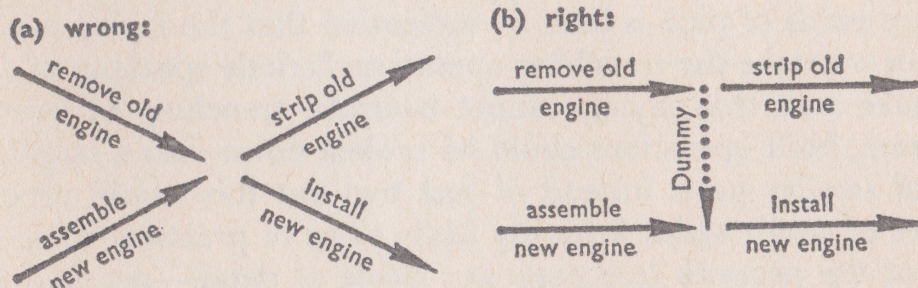 (a) wrong:
remove old
engine
strip old
engine
assemble
new engine
install
new engine
(b) right:
remove old
engine
strip old
engine
Dummy
assemble
new engine
install
new engine